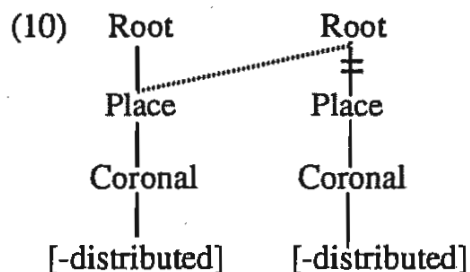 (10) Root Root
Place Place
Coronal Coronal
[-distributed] [-distributed]